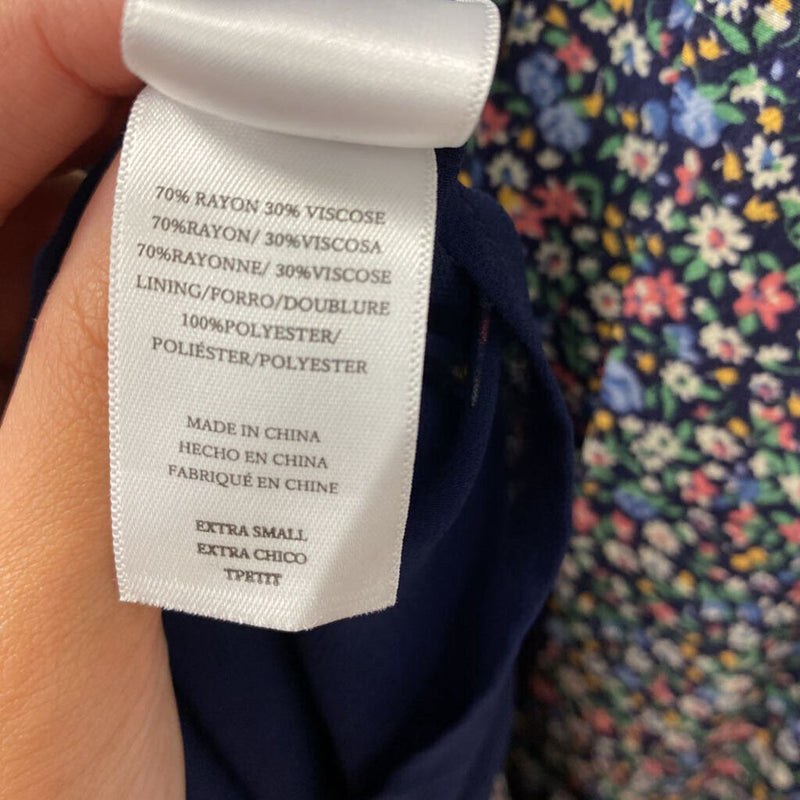 70% RAYON 30% VISCOSE
70%RAYON/ 30%VISCOSA
70%RAYONNE/ 30%VISCOSE
LINING/FORRO/DOUBLURE
100%POLYESTER/
POLIÉSTER/POLYESTER
MADE IN CHINA
HECHO EN CHINA
FABRIQUÉ EN CHINE
EXTRA SMALL
EXTRA CHICO
TPETIT